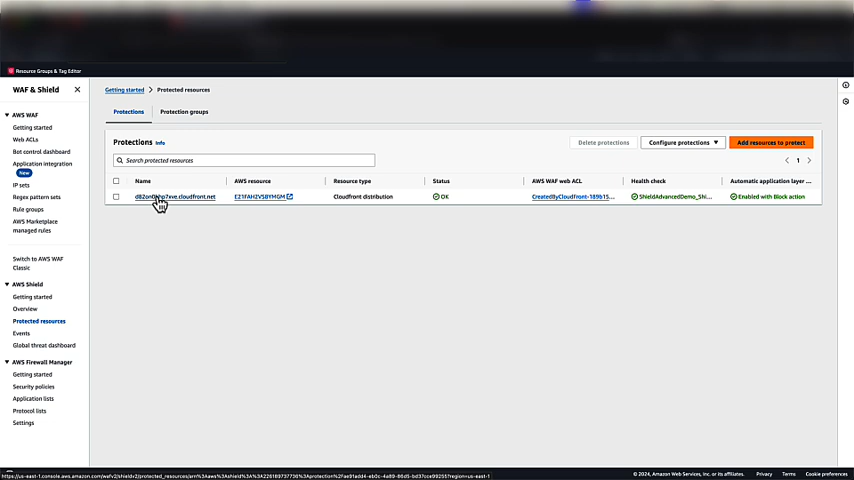 Resource Groups & Tag Editor
WAF & Shield
Getting started
Protected resources
Protections
Protection groups
Protections Info
Delete protections
Configure protections
Add resources to protect
Search protected resources
1
Name
AWS resource
Resource type
Status
AWS WAF web ACL
Health check
Automatic application layer ...
E21FAH2VSBYMGM
Cloudfront distribution
OK
CreatedByCloudFront-189b15...
ShieldAdvancedDemo_Shi...
Enabled with Block action
AWS WAF
Getting started
Web ACLs
Bot control dashboard
Application integration
New
IP sets
Regex pattern sets
Rule groups
AWS Marketplace
managed rules
Switch to AWS WAF
Classic
AWS Shield
Getting started
Overview
Protected resources
Events
Global threat dashboard
AWS Firewall Manager
Getting started
Security policies
Application lists
Protocol lists
Settings
© 2024, Amazon Web Services, Inc. or its affiliates.
Privacy
Terms
Cookie preferences